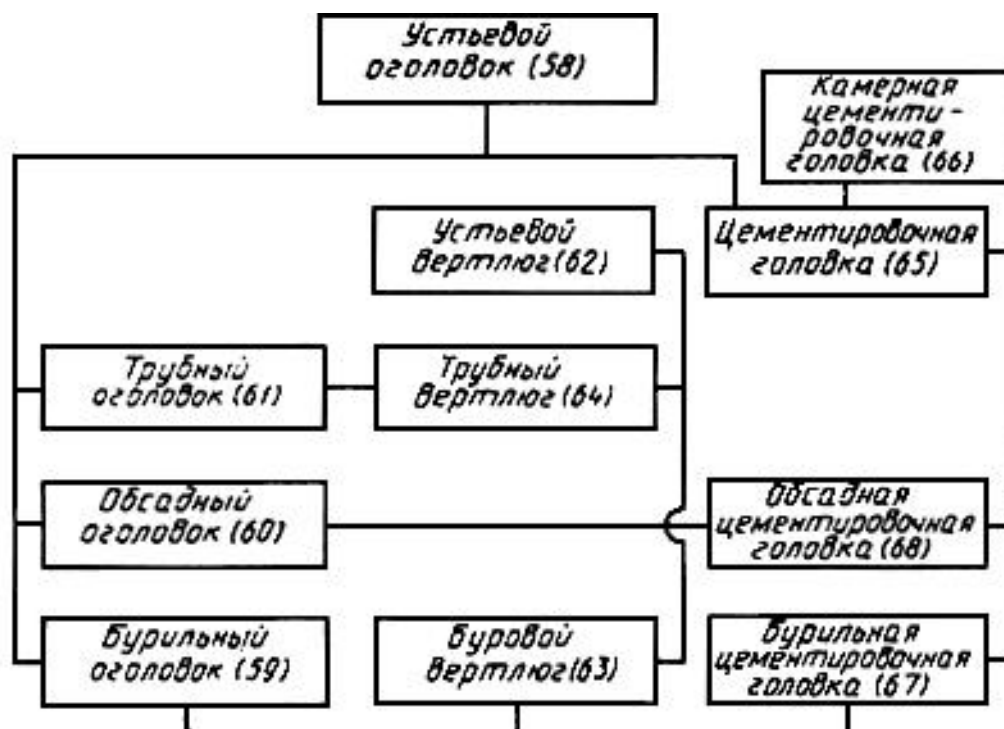 Устьевой
оголовок (58)
Камерная
цементи -
ровочная
головка (66)
Устьевой
вертлюг(62)
Цементировочная
головка (65)
Трубный
оголовок (61)
Трубный
вертлюг(64)
Обсадный
оголовок (60)
Обсадная
цементировочная
головка (68)
Бурильный
оголовок (59)
Буровой
вертлюг(63)
Бурильная
цементировочная
головка (67)